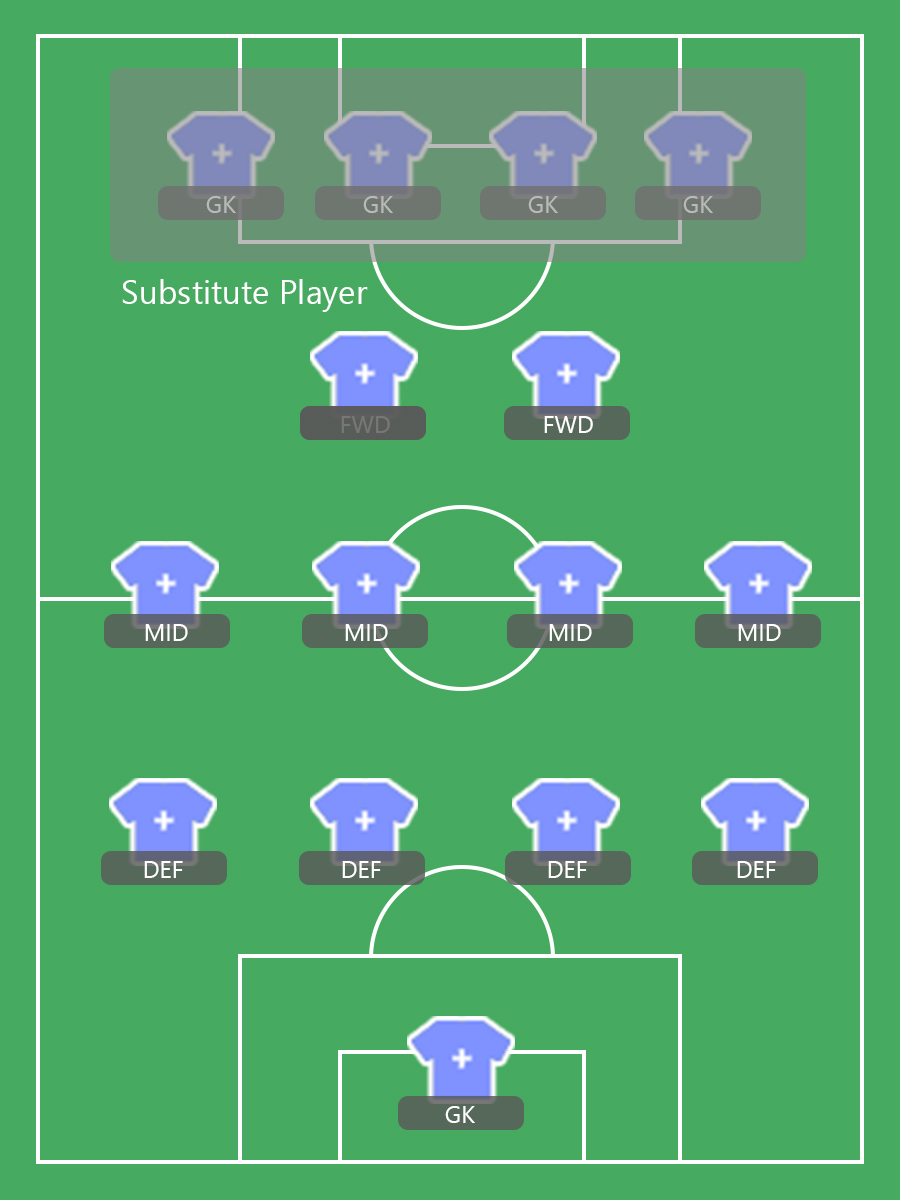 GK GK GK GK
Substitute Player
FWD FWD
MID MID MID MID
DEF DEF DEF DEF
GK